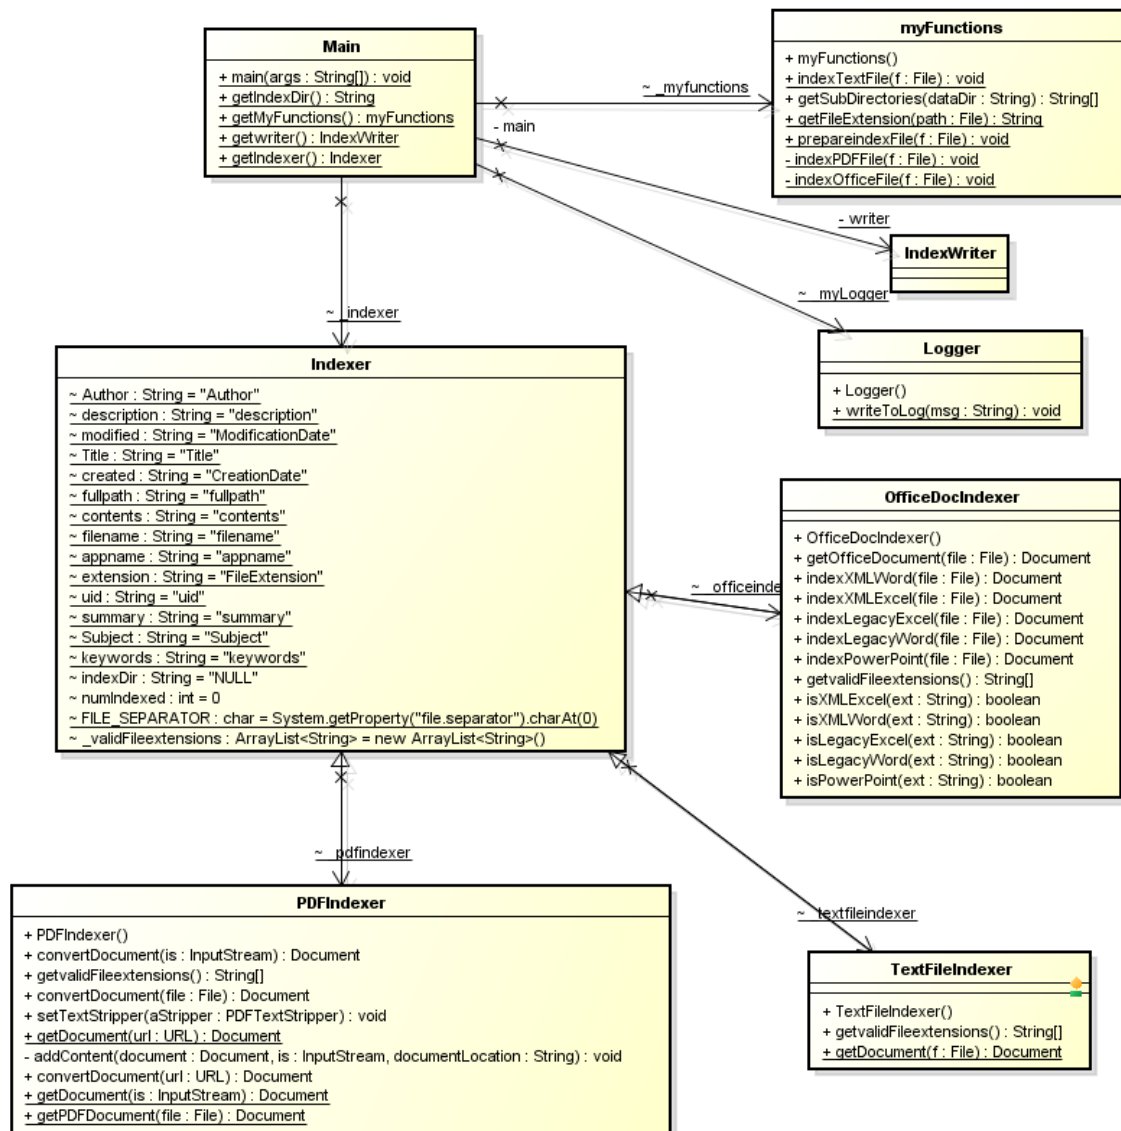 Main
+ main(args : String[]) : void
+ getIndexDir() : String
+ getMyFunctions() : myFunctions
+ getwriter() : IndexWriter
+ getIndexer() : Indexer
myFunctions
+ myFunctions()
+ indexTextFile(f : File) : void
+ getSubDirectories(dataDir : String) : String[]
+ getFileExtension(path : File) : String
+ prepareindexFile(f : File) : void
- indexPDFFile(f : File) : void
- indexOfficeFile(f : File) : void
~ _myfunctions
- main
- writer
IndexWriter
~ _myLogger
Logger
+ Logger()
+ writeToLog(msg : String) : void
~ _indexer
Indexer
~ Author : String = "Author"
~ description : String = "description"
~ modified : String = "ModificationDate"
~ Title : String = "Title"
~ created : String = "CreationDate"
~ fullpath : String = "fullpath"
~ contents : String = "contents"
~ filename : String = "filename"
~ appname : String = "appname"
~ extension : String = "FileExtension"
~ uid : String = "uid"
~ summary : String = "summary"
~ Subject : String = "Subject"
~ keywords : String = "keywords"
~ indexDir : String = "NULL"
~ numIndexed : int = 0
~ FILE_SEPARATOR : char = System.getProperty("file.separator").charAt(0)
~ _validFileextensions : ArrayList<String> = new ArrayList<String>()
~ _officeinde
OfficeDocIndexer
+ OfficeDocIndexer()
+ getOfficeDocument(file : File) : Document
+ indexXMLWord(file : File) : Document
+ indexXMLExcel(file : File) : Document
+ indexLegacyExcel(file : File) : Document
+ indexLegacyWord(file : File) : Document
+ indexPowerPoint(file : File) : Document
+ getvalidFileextensions() : String[]
+ isXMLExcel(ext : String) : boolean
+ isXMLWord(ext : String) : boolean
+ isLegacyExcel(ext : String) : boolean
+ isLegacyWord(ext : String) : boolean
+ isPowerPoint(ext : String) : boolean
~ _pdfindexer
PDFIndexer
+ PDFIndexer()
+ convertDocument(is : InputStream) : Document
+ getvalidFileextensions() : String[]
+ convertDocument(file : File) : Document
+ setTextStripper(aStripper : PDFTextStripper) : void
+ getDocument(url : URL) : Document
- addContent(document : Document, is : InputStream, documentLocation : String) : void
+ convertDocument(url : URL) : Document
+ getDocument(is : InputStream) : Document
+ getPDFDocument(file : File) : Document
~ _textfileindexer
TextFileIndexer
+ TextFileIndexer()
+ getvalidFileextensions() : String[]
+ getDocument(f : File) : Document